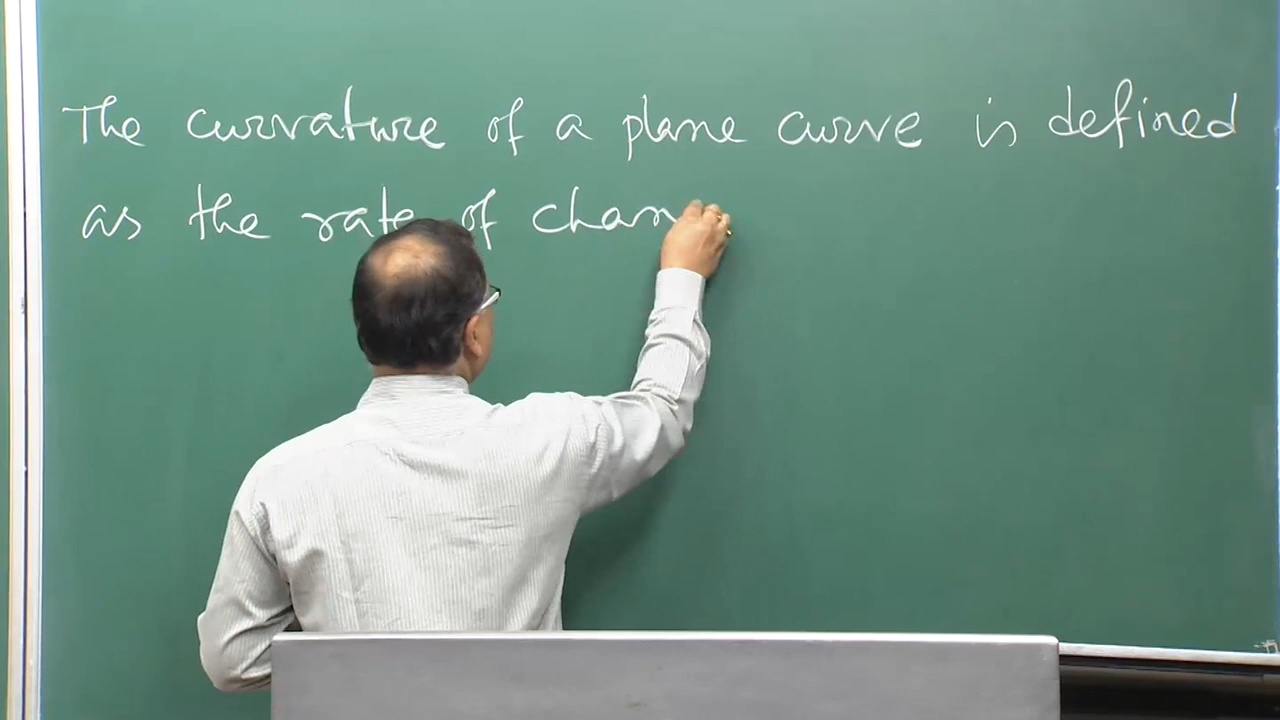 The curvature of a plane curve is defined
as the rate of chan